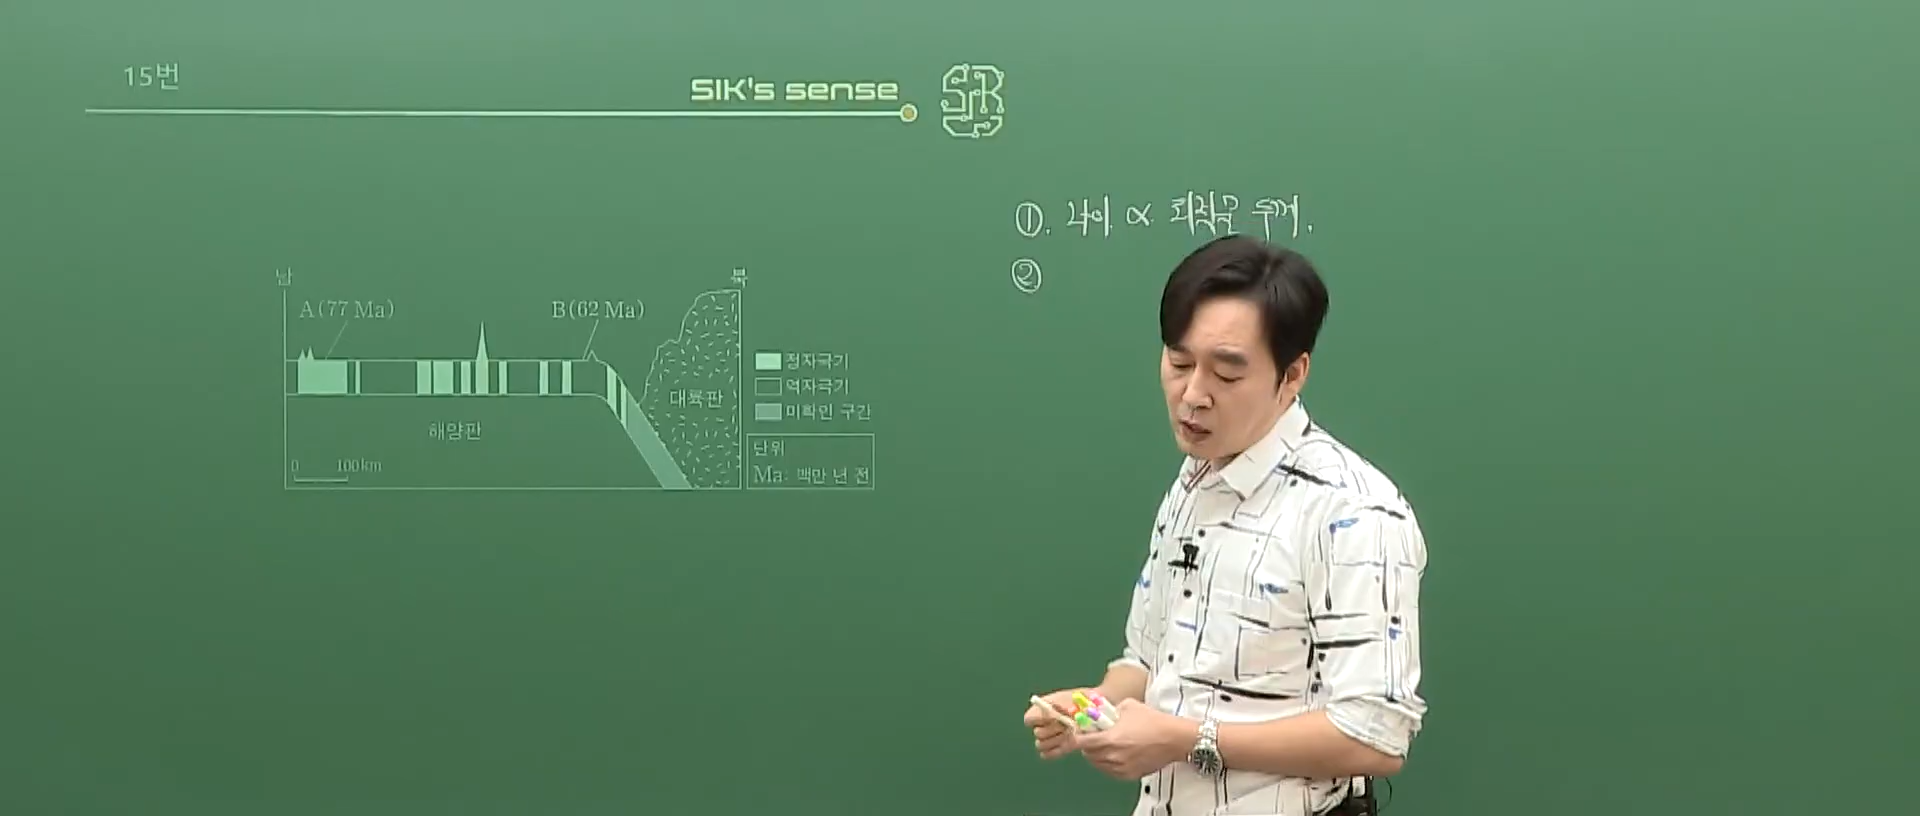 15번
SIK's sense
SIK
①. 나이 ∝ 퇴적물 두께.
②
남
북
A(77 Ma)
B(62 Ma)
정자극기
역자극기
미확인 구간
대륙판
해양판
단위
Ma: 백만 년 전
0 100km